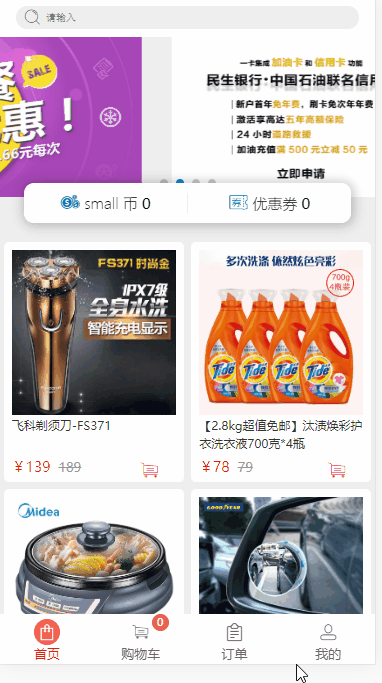 请输入
餐
SALE
惠！
.66元每次
一卡集成 加油卡 和 信用卡 功能
民生银行·中国石油联名信用
新户首年免年费，刷卡免次年年费
激活享高达五年高额保险
24 小时道路救援
加油充值满 500 元立减 50 元
立即申请
small 币 0
优惠券 0
FS371 时尚金
IPX7级
全身水洗
智能充电显示
飞科剃须刀-FS371
￥139 189
多次洗涤 依然炫色亮彩
700g
4瓶装
Tide
Tide
Tide
Tide
【2.8kg超值免邮】汰渍焕彩护
衣洗衣液700克*4瓶
￥78 79
Midea
GOODYEAR
首页
购物车
0
订单
我的